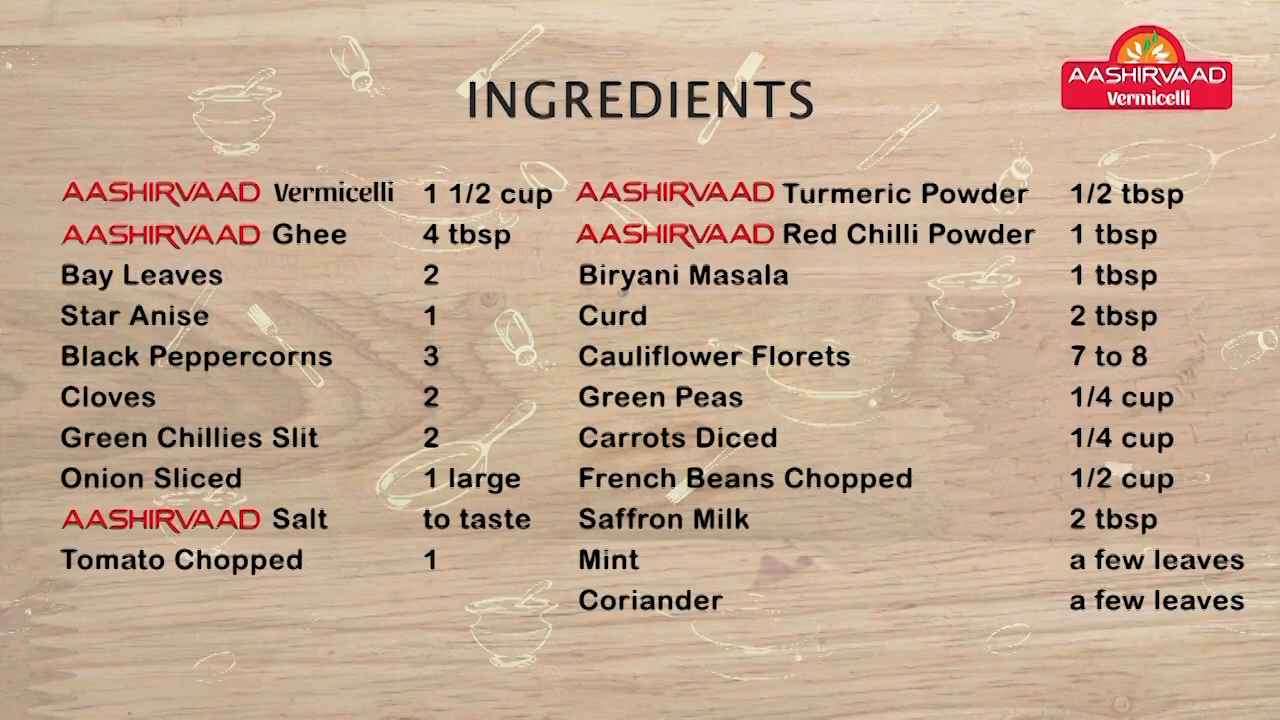 INGREDIENTS
AASHIRVAAD
Vermicelli
AASHIRVAAD Vermicelli 1 1/2 cup
AASHIRVAAD Ghee 4 tbsp
Bay Leaves 2
Star Anise 1
Black Peppercorns 3
Cloves 2
Green Chillies Slit 2
Onion Sliced 1 large
AASHIRVAAD Salt to taste
Tomato Chopped 1
AASHIRVAAD Turmeric Powder 1/2 tbsp
AASHIRVAAD Red Chilli Powder 1 tbsp
Biryani Masala 1 tbsp
Curd 2 tbsp
Cauliflower Florets 7 to 8
Green Peas 1/4 cup
Carrots Diced 1/4 cup
French Beans Chopped 1/2 cup
Saffron Milk 2 tbsp
Mint a few leaves
Coriander a few leaves